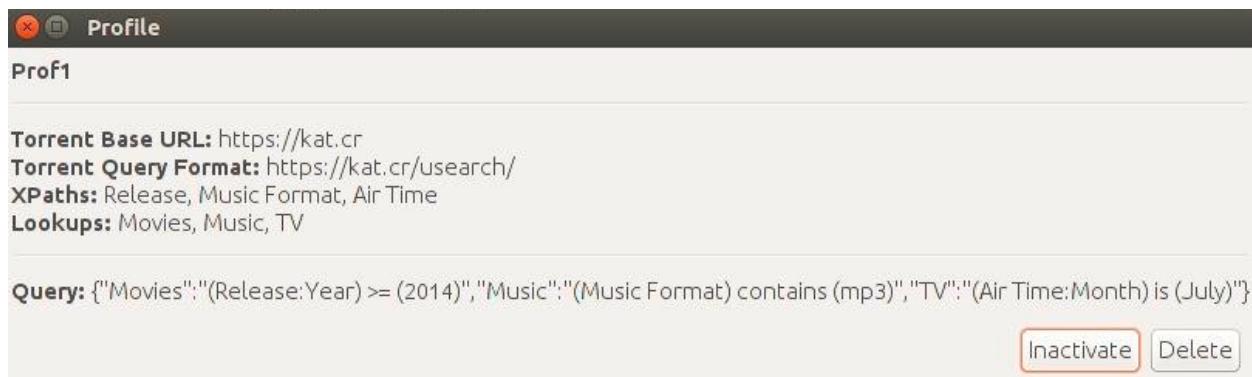 Profile
Prof1
Torrent Base URL: https://kat.cr
Torrent Query Format: https://kat.cr/usearch/
XPaths: Release, Music Format, Air Time
Lookups: Movies, Music, TV
Query: {"Movies":"(Release:Year) >= (2014)","Music":"(Music Format) contains (mp3)","TV":"(Air Time:Month) is (July)"}
Inactivate Delete